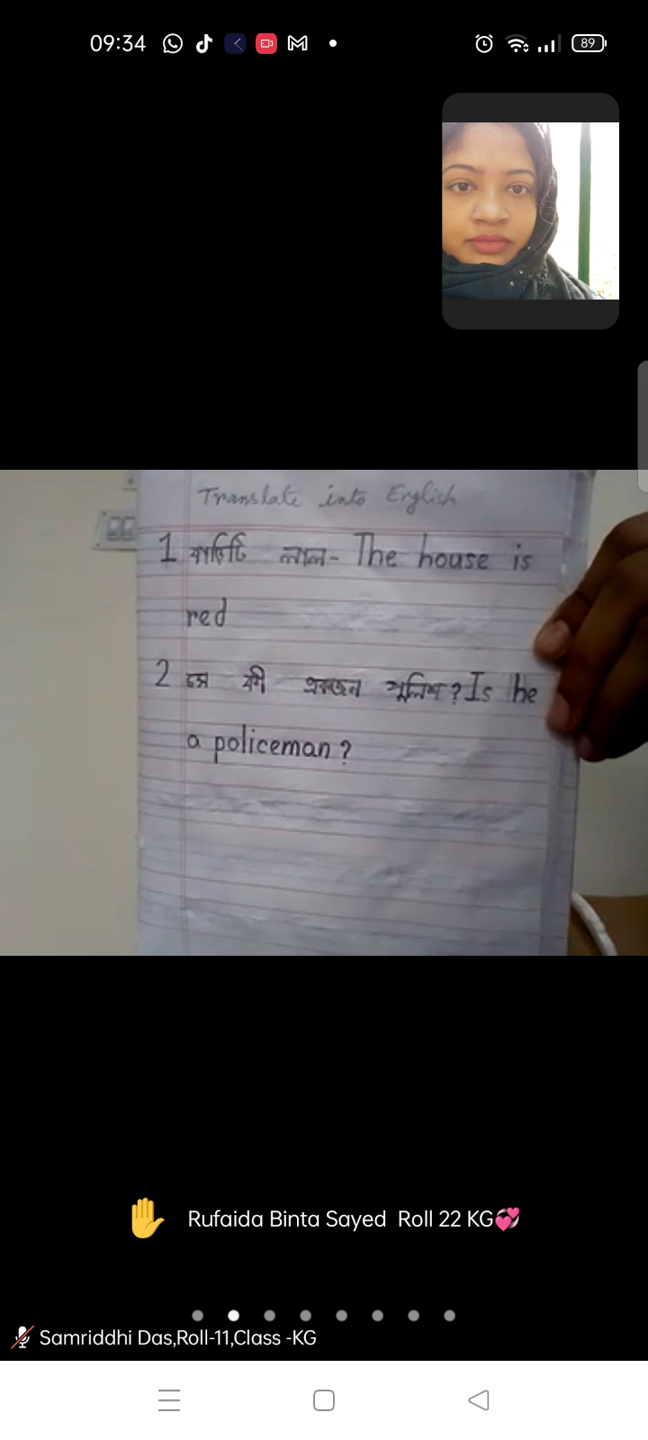 09:34
89
Translate into English
1 বাড়িটি লাল- The house is
red
2 সে কী একজন পুলিশ? Is he
a policeman?
Rufaida Binta Sayed Roll 22 KG
Samriddhi Das,Roll-11,Class -KG